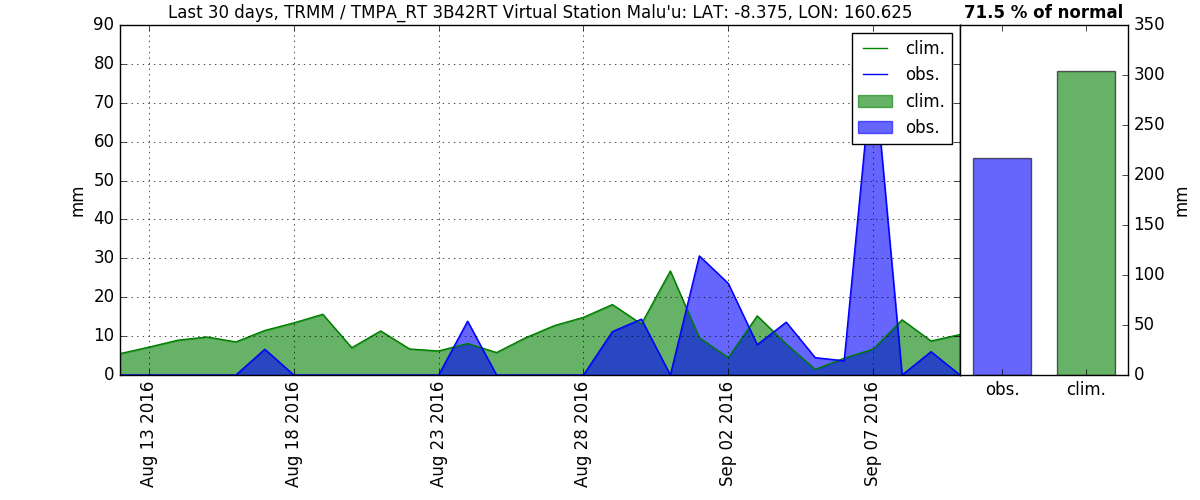 Last 30 days, TRMM / TMPA_RT 3B42RT Virtual Station Malu'u: LAT: -8.375, LON: 160.625
71.5 % of normal
mm
90
80
70
60
50
40
30
20
10
0
clim.
obs.
clim.
obs.
350
300
250
200
150
100
50
0
mm
Aug 13 2016
Aug 18 2016
Aug 23 2016
Aug 28 2016
Sep 02 2016
Sep 07 2016
obs.
clim.